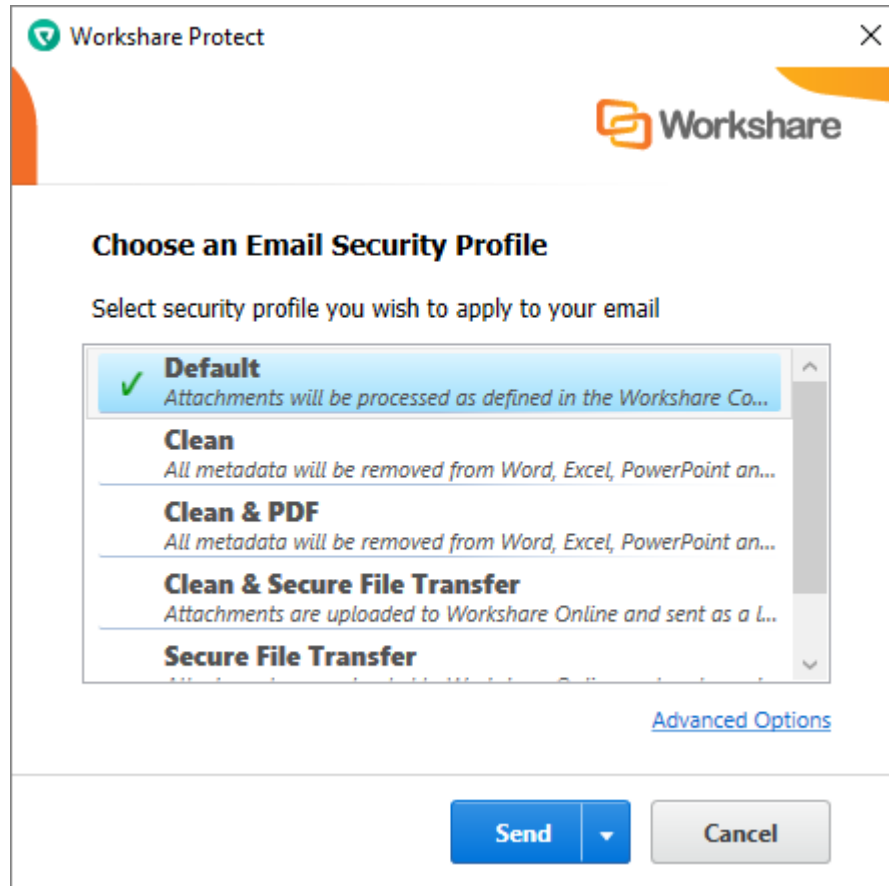 Workshare Protect
Workshare
Choose an Email Security Profile
Select security profile you wish to apply to your email
Default
Attachments will be processed as defined in the Workshare Co...
Clean
All metadata will be removed from Word, Excel, PowerPoint an...
Clean & PDF
All metadata will be removed from Word, Excel, PowerPoint an...
Clean & Secure File Transfer
Attachments are uploaded to Workshare Online and sent as a l...
Secure File Transfer
Advanced Options
Send
Cancel